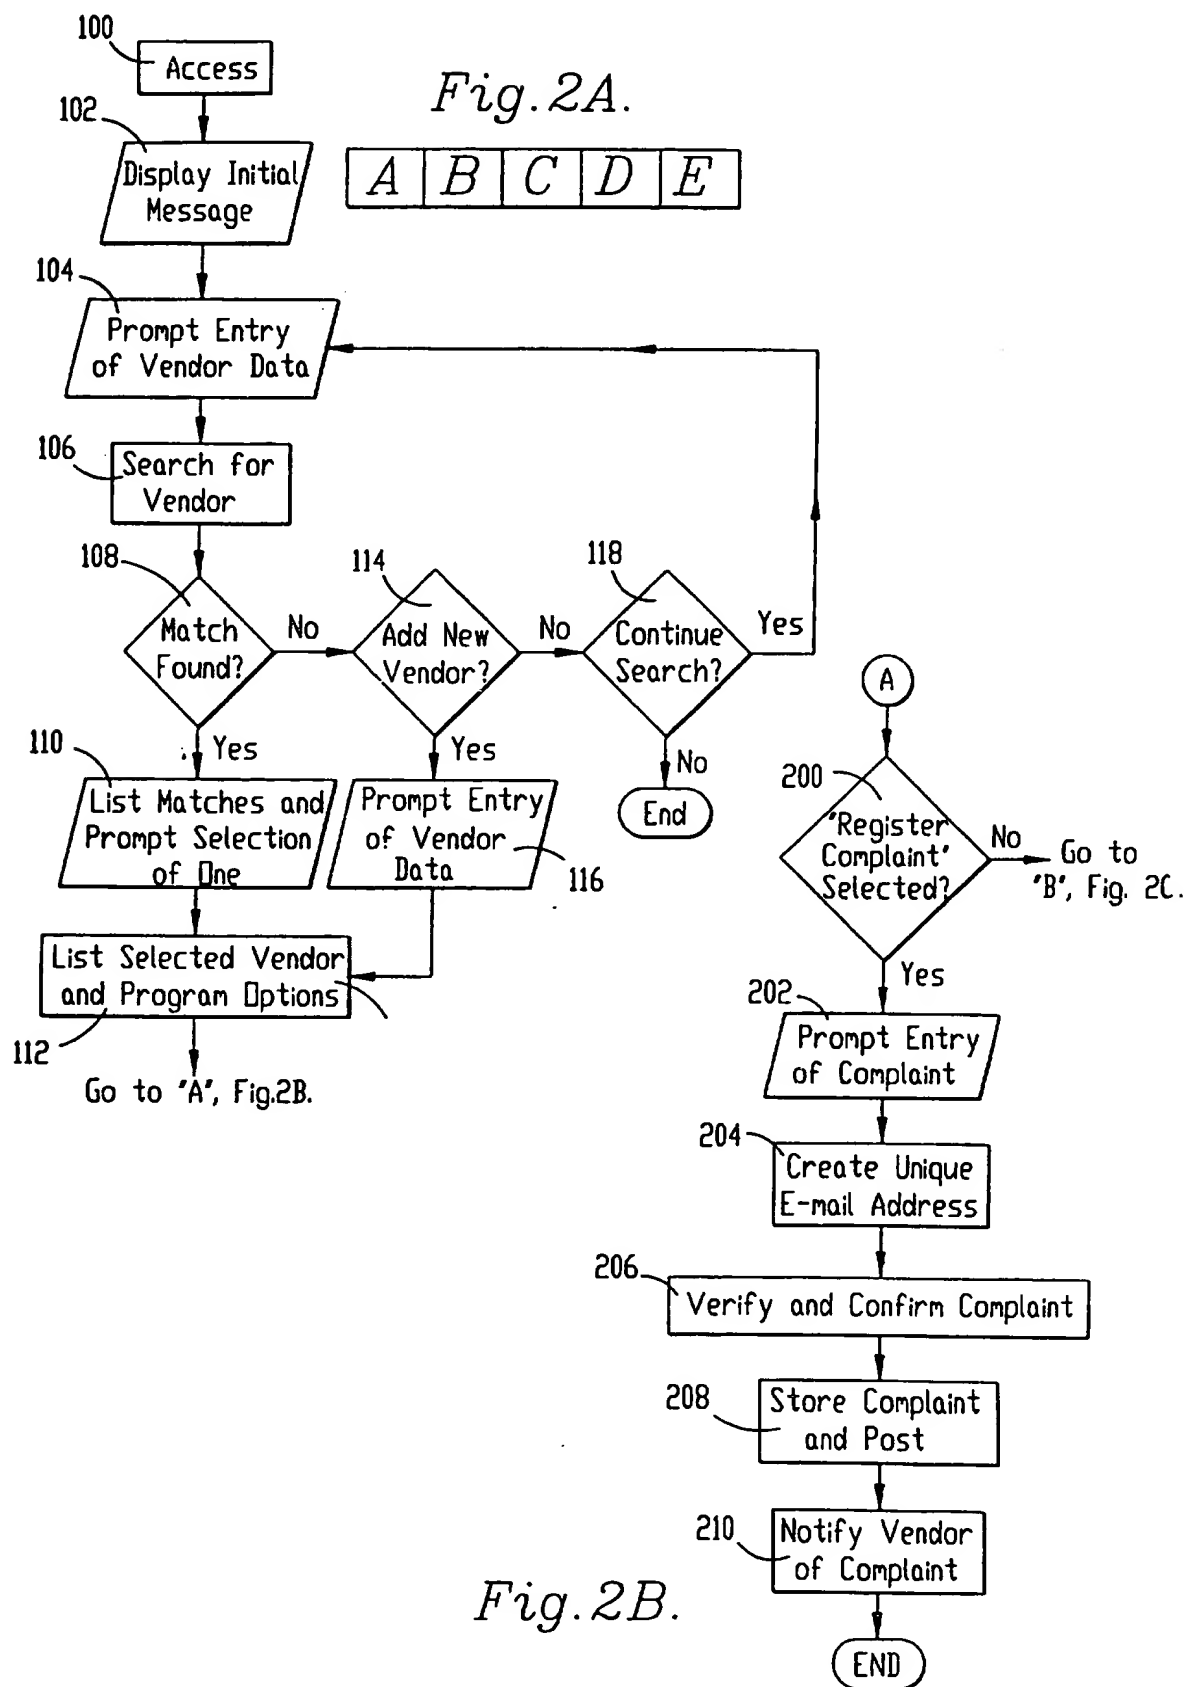 100
Access
Fig. 2A.
102
Display Initial
Message
A B C D E
104
Prompt Entry
of Vendor Data
106
Search for
Vendor
108
Match
Found?
No
114
Add New
Vendor?
No
118
Continue
Search?
Yes
Yes
Yes
No
End
110
List Matches and
Prompt Selection
of One
Prompt Entry
of Vendor
Data
116
List Selected Vendor
and Program Options
112
Go to "A", Fig.2B.
A
200
"Register
Complaint"
Selected?
No
Go to
"B", Fig. 2C.
Yes
202
Prompt Entry
of Complaint
204
Create Unique
E-mail Address
206
Verify and Confirm Complaint
208
Store Complaint
and Post
210
Notify Vendor
of Complaint
END
Fig. 2B.